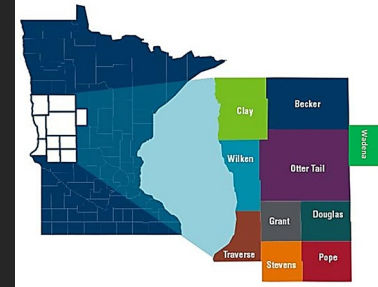 Clay
Becker
Wadena
Wilken
Otter Tail
Grant
Douglas
Traverse
Stevens
Pope